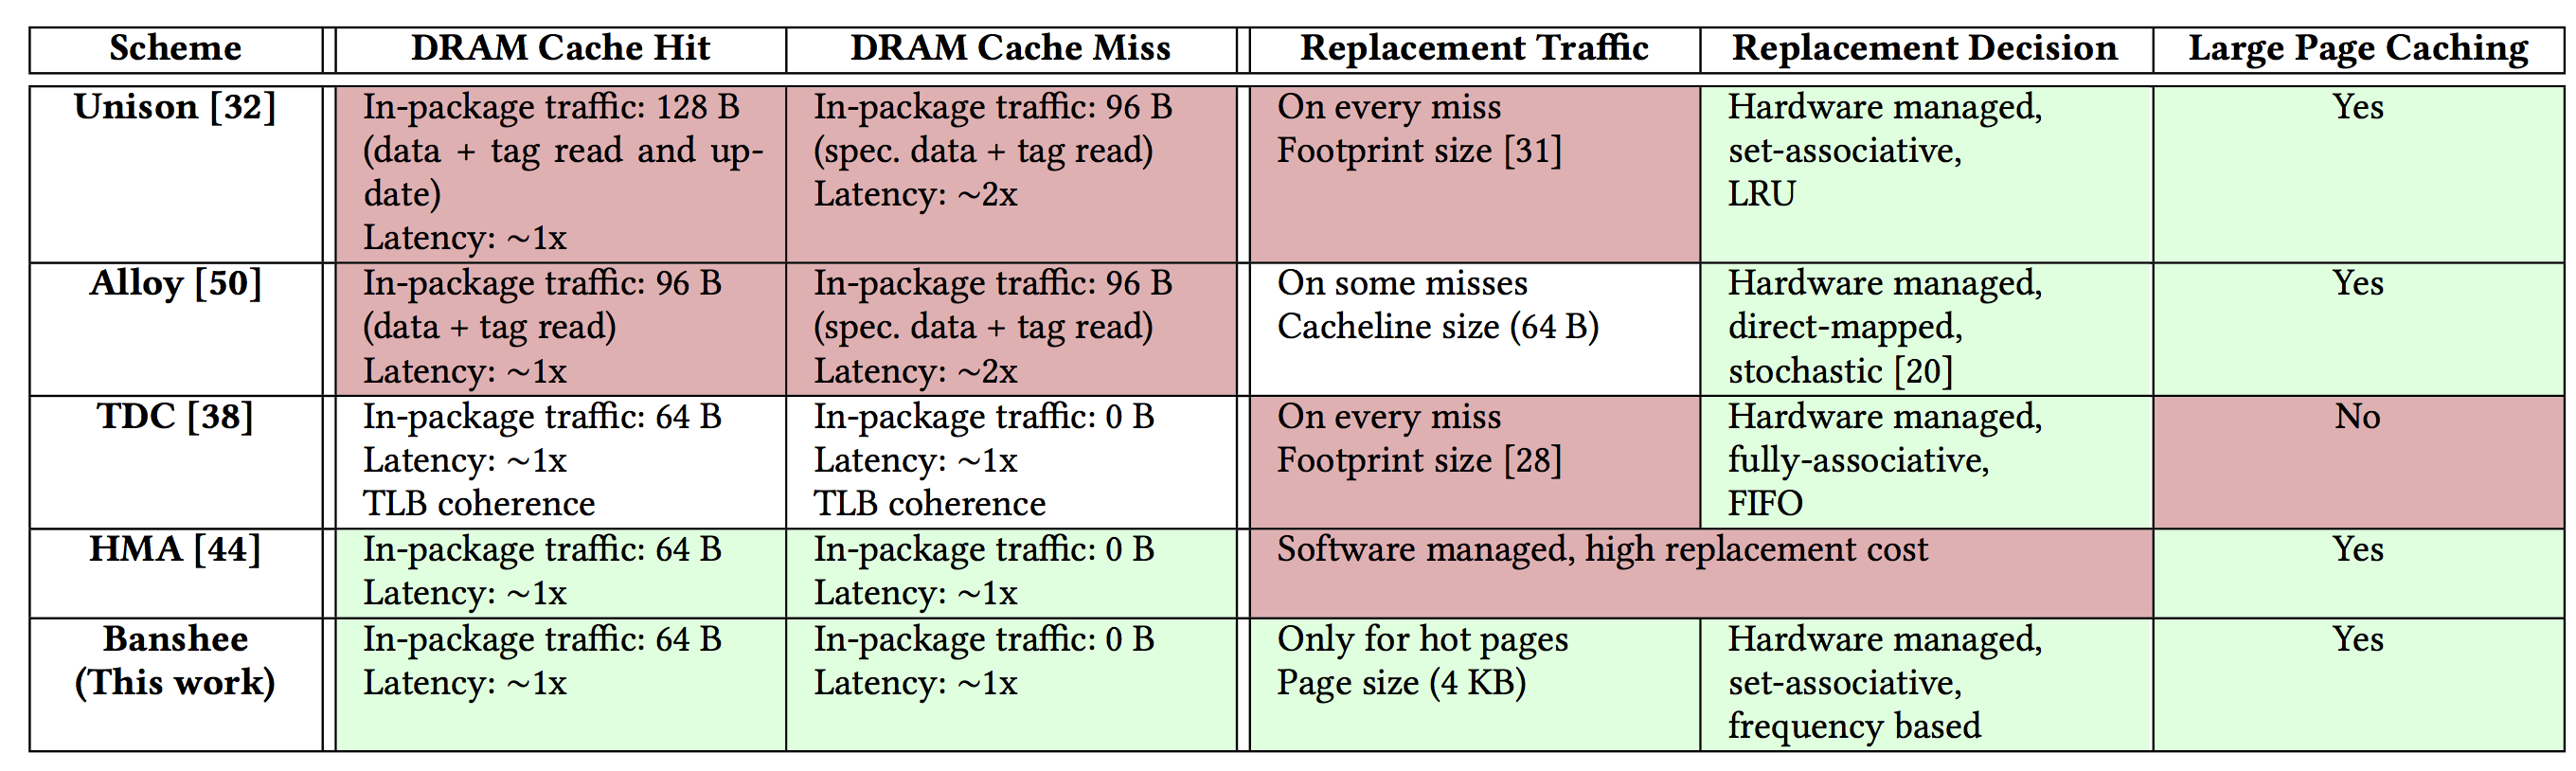 Scheme
DRAM Cache Hit
DRAM Cache Miss
Replacement Traffic
Replacement Decision
Large Page Caching
Unison [32]
In-package traffic: 128 B
(data + tag read and up-
date)
Latency: ~1x
In-package traffic: 96 B
(spec. data + tag read)
Latency: ~2x
On every miss
Footprint size [31]
Hardware managed,
set-associative,
LRU
Yes
Alloy [50]
In-package traffic: 96 B
(data + tag read)
Latency: ~1x
In-package traffic: 96 B
(spec. data + tag read)
Latency: ~2x
On some misses
Cacheline size (64 B)
Hardware managed,
direct-mapped,
stochastic [20]
Yes
TDC [38]
In-package traffic: 64 B
Latency: ~1x
TLB coherence
In-package traffic: 0 B
Latency: ~1x
TLB coherence
On every miss
Footprint size [28]
Hardware managed,
fully-associative,
FIFO
No
HMA [44]
In-package traffic: 64 B
Latency: ~1x
In-package traffic: 0 B
Latency: ~1x
Software managed, high replacement cost
Yes
Banshee
(This work)
In-package traffic: 64 B
Latency: ~1x
In-package traffic: 0 B
Latency: ~1x
Only for hot pages
Page size (4 KB)
Hardware managed,
set-associative,
frequency based
Yes